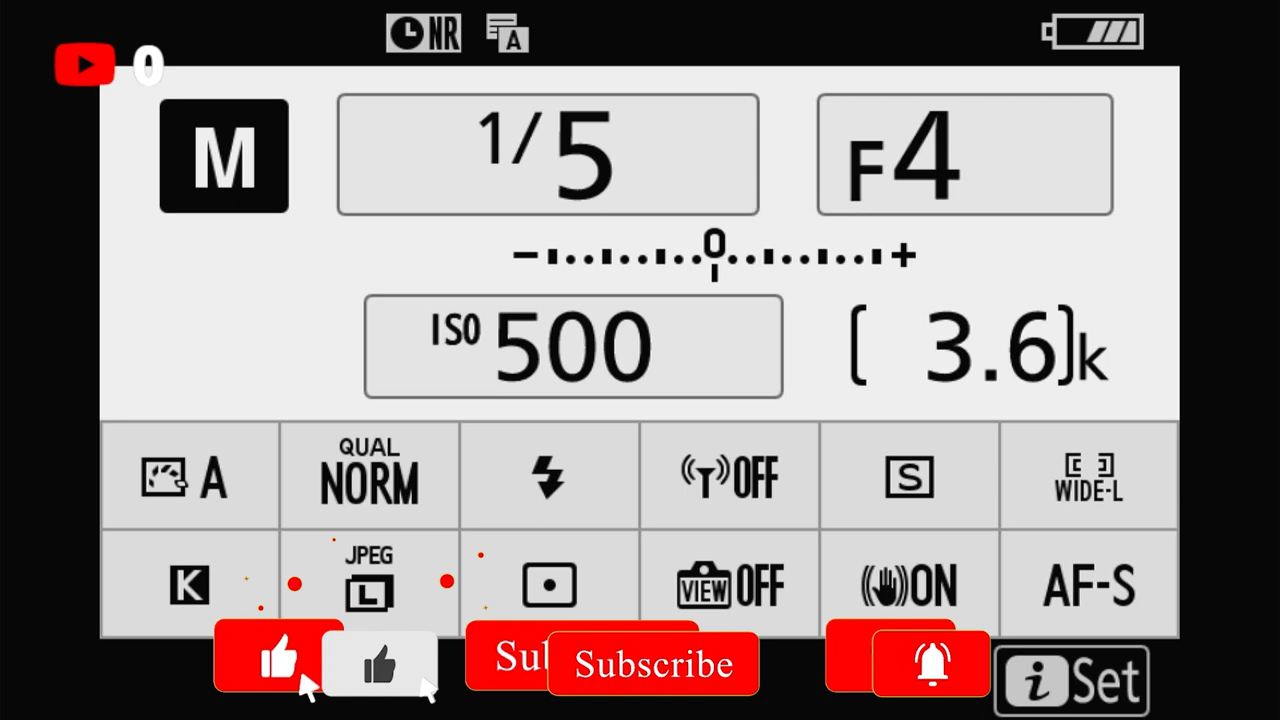 NR A
0
M 1/5 F4
- 0 +
ISO 500 [ 3.6]k
A QUAL NORM OFF S WIDE-L
K JPEG L VIEW OFF ON AF-S
Sub Subscribe i Set